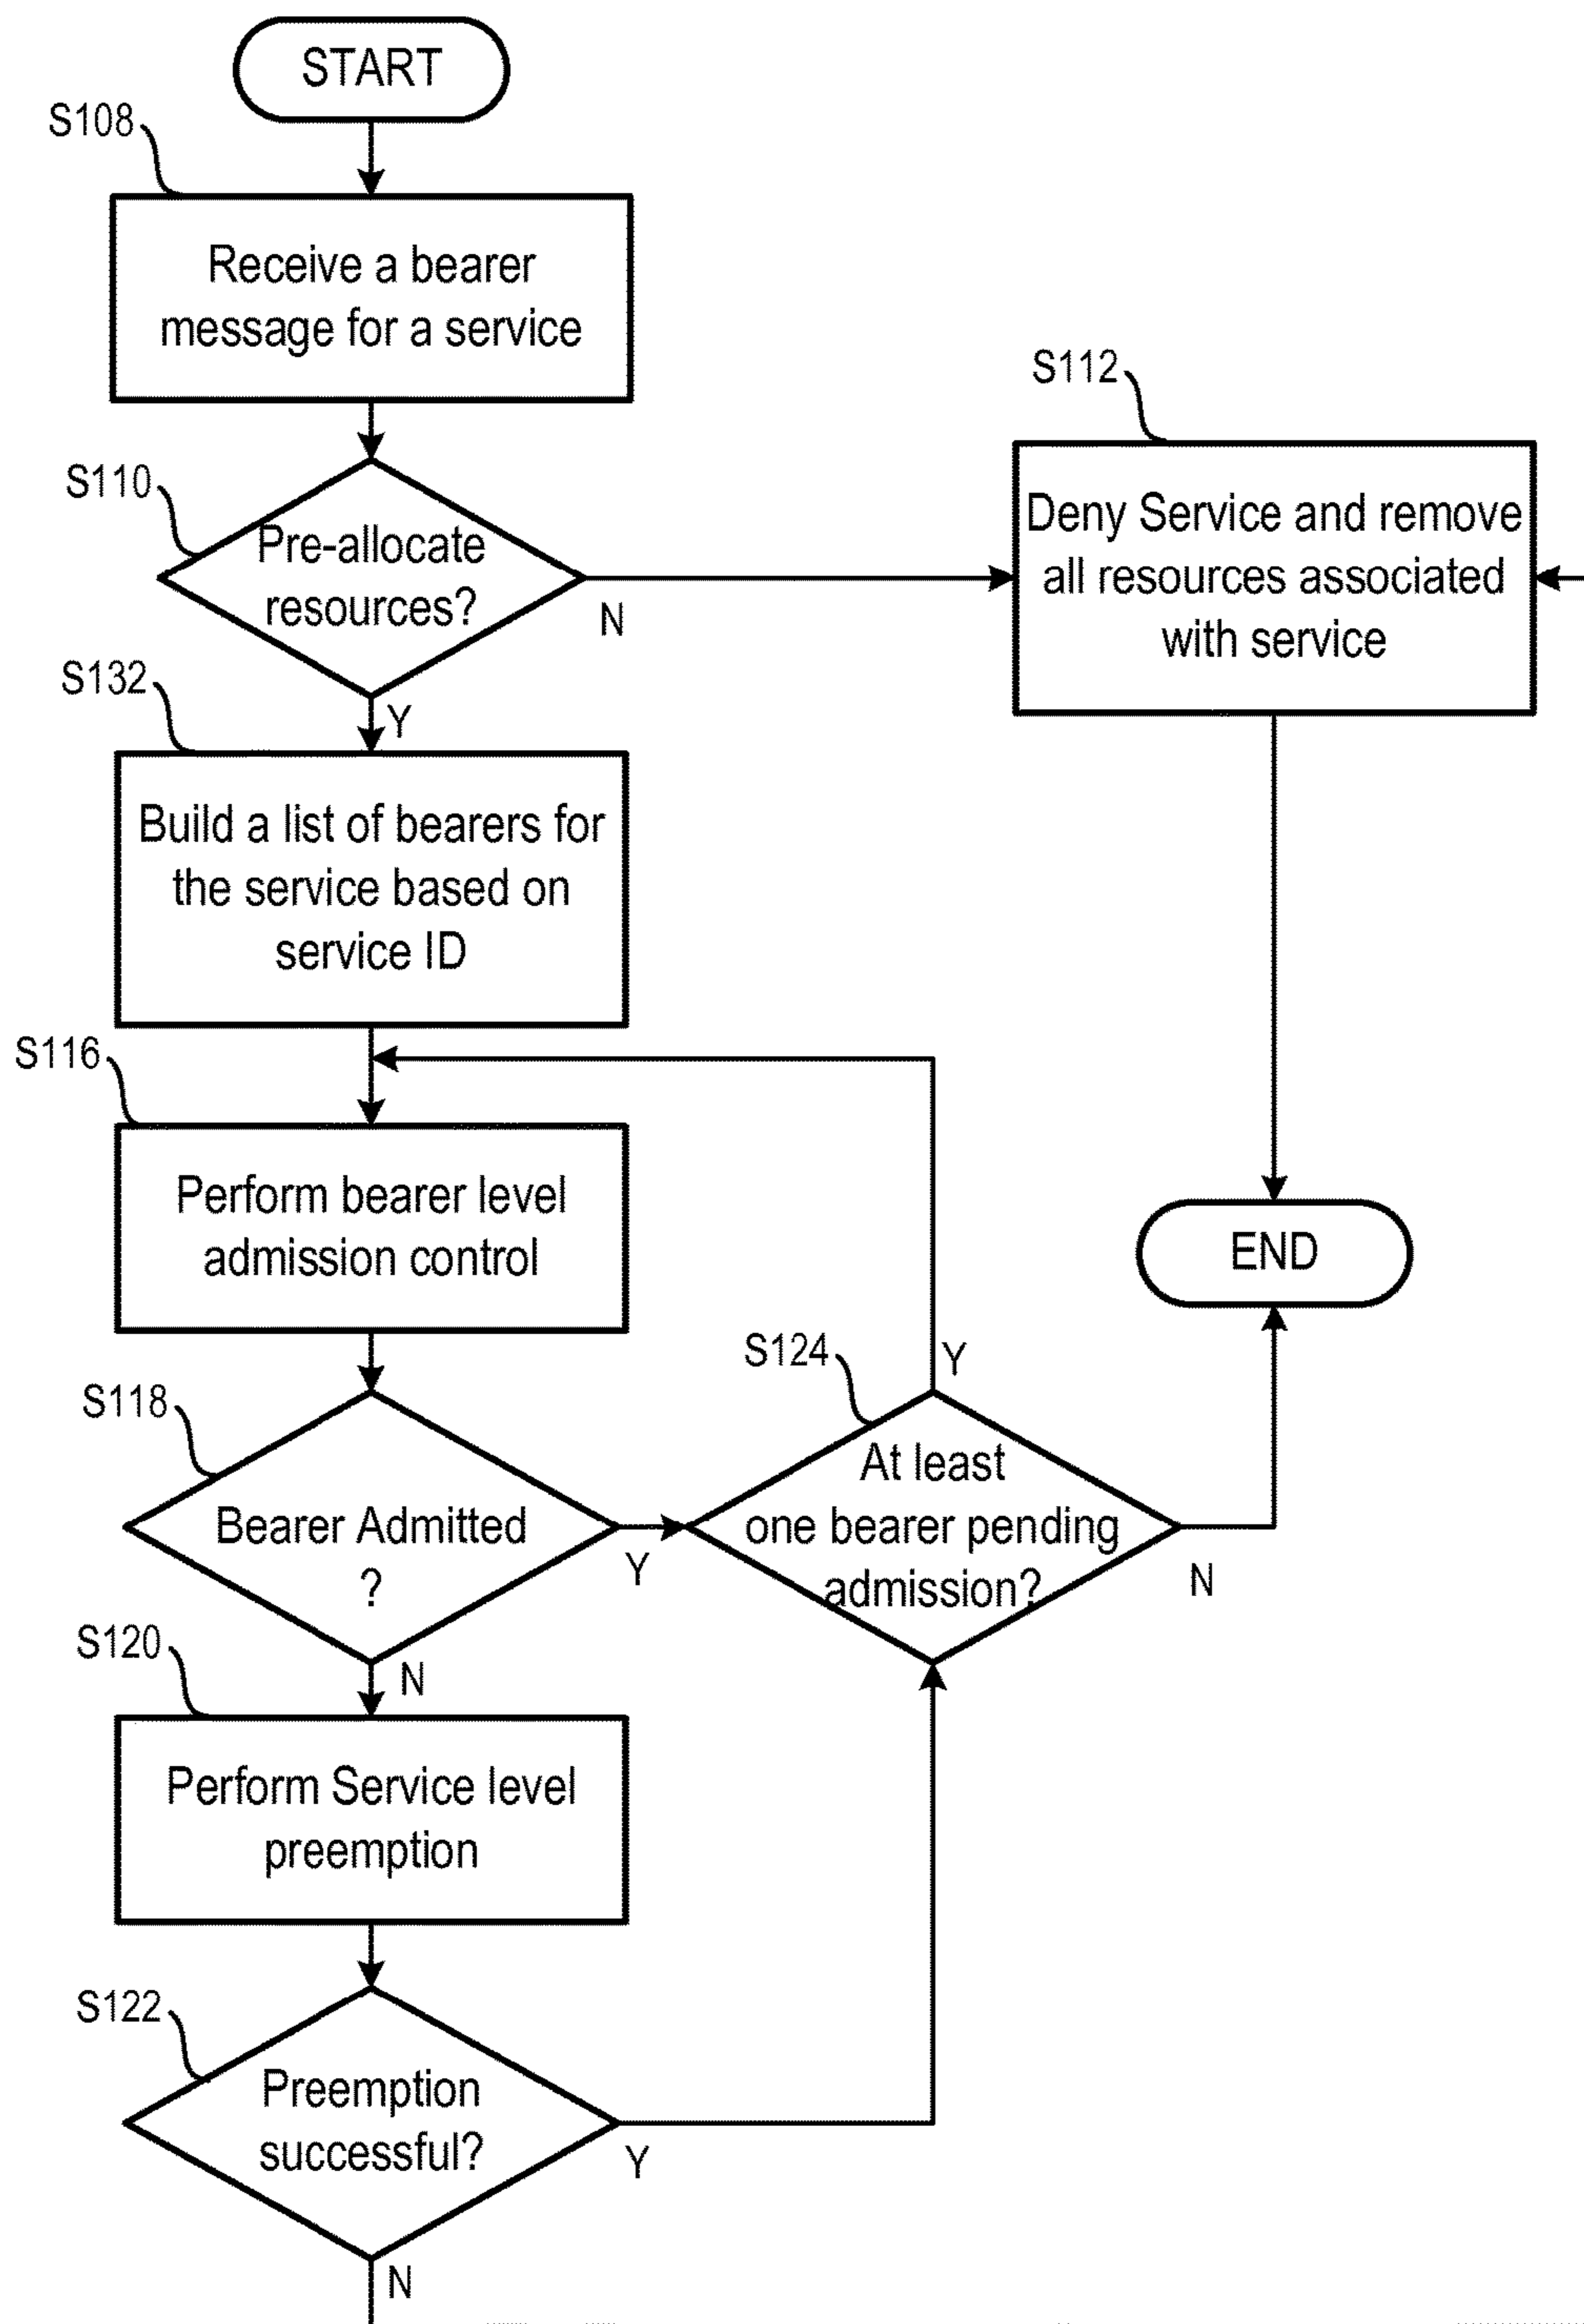 START
S108
Receive a bearer
message for a service
S112
S110
Pre-allocate
resources?
N
Deny Service and remove
all resources associated
with service
S132
Y
Build a list of bearers for
the service based on
service ID
S116
Perform bearer level
admission control
END
S124
Y
S118
Bearer Admitted
?
Y
At least
one bearer pending
admission?
N
S120
N
Perform Service level
preemption
S122
Preemption
successful?
Y
N